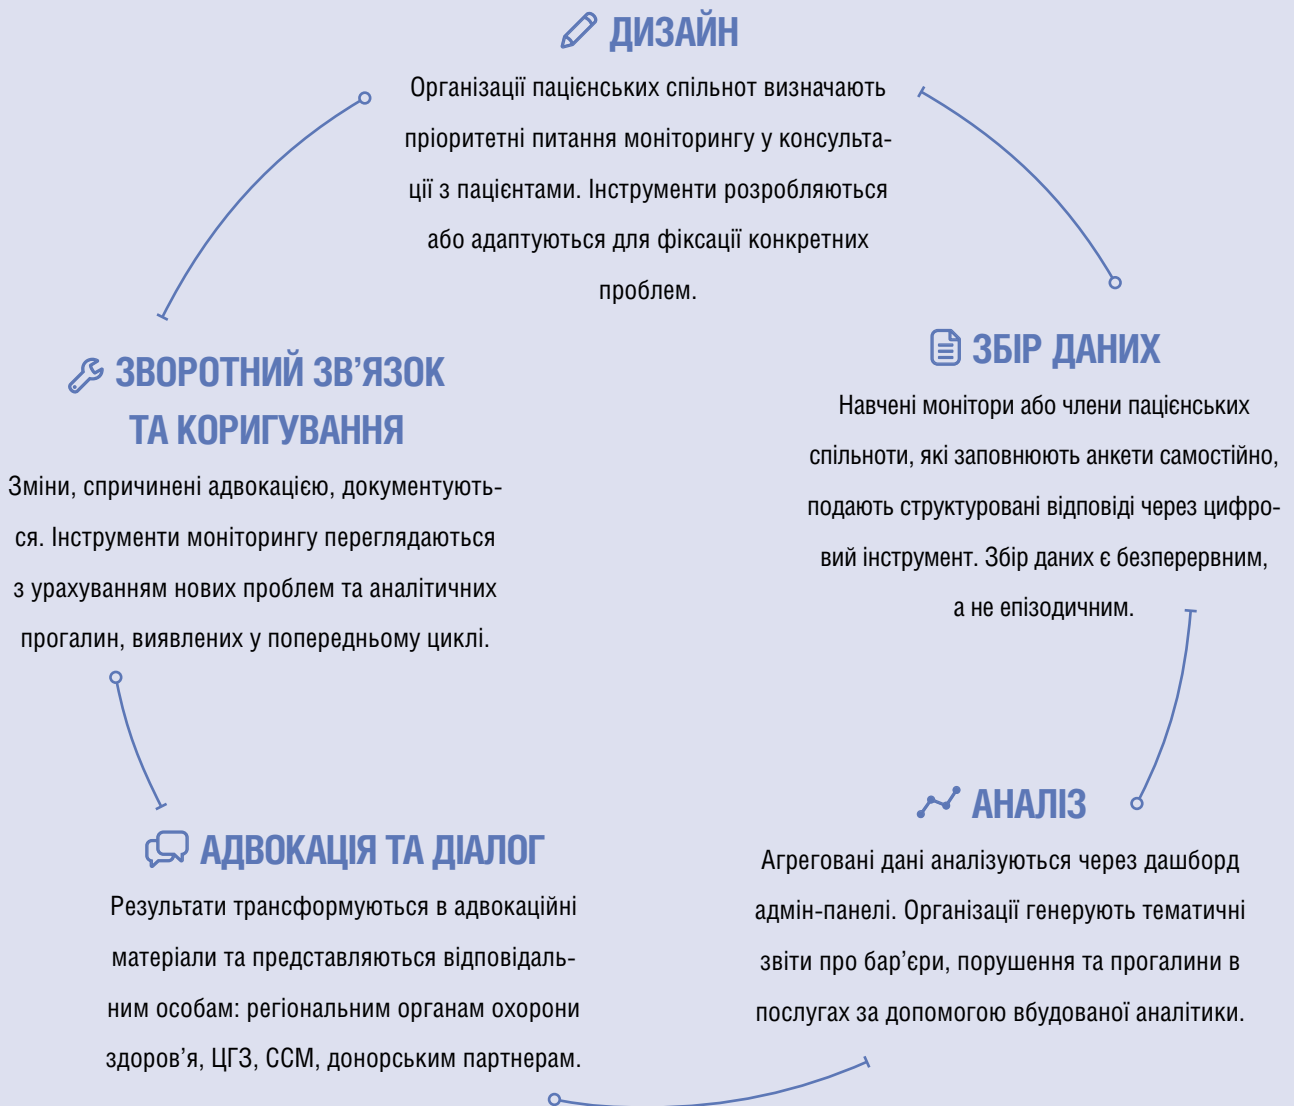 ДИЗАЙН
Організації пацієнських спільнот визначають
пріоритетні питання моніторингу у консульта-
ції з пацієнтами. Інструменти розробляються
або адаптуються для фіксації конкретних
проблем.
ЗБІР ДАНИХ
Навчені монітори або члени пацієнських
спільноти, які заповнюють анкети самостійно,
подають структуровані відповіді через цифро-
вий інструмент. Збір даних є безперервним,
а не епізодичним.
АНАЛІЗ
Агреговані дані аналізуються через дашборд
адмін-панелі. Організації генерують тематичні
звіти про бар’єри, порушення та прогалини в
послугах за допомогою вбудованої аналітики.
АДВОКАЦІЯ ТА ДІАЛОГ
Результати трансформуються в адвокаційні
матеріали та представляються відповідаль-
ним особам: регіональним органам охорони
здоров’я, ЦГЗ, ССМ, донорським партнерам.
ЗВОРОТНИЙ ЗВ’ЯЗОК
ТА КОРИГУВАННЯ
Зміни, спричинені адвокацією, документують-
ся. Інструменти моніторингу переглядаються
з урахуванням нових проблем та аналітичних
прогалин, виявлених у попередньому циклі.